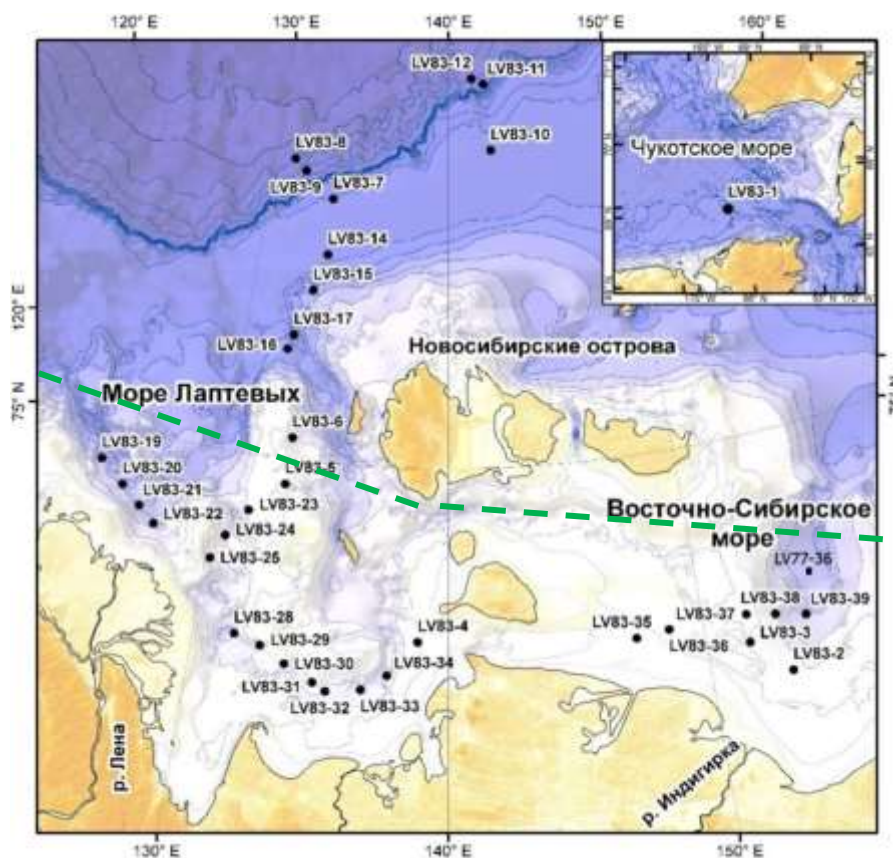 120° E
130° E
140° E
150° E
160° E
LV83-12
LV83-11
LV83-10
LV83-8
LV83-9
LV83-7
LV83-14
LV83-15
LV83-17
LV83-16
Чукотское море
LV83-1
120° E
75° N
Новосибирские острова
Море Лаптевых
LV83-6
LV83-5
LV83-19
LV83-20
LV83-21
LV83-22
LV83-23
LV83-24
LV83-25
Восточно-Сибирское
море
LV77-36
LV83-28
LV83-29
LV83-30
LV83-31
LV83-32
LV83-33
LV83-34
LV83-4
LV83-35
LV83-36
LV83-37
LV83-38
LV83-39
LV83-3
LV83-2
р. Лена
р. Индигирка
130° E
140° E
150° E